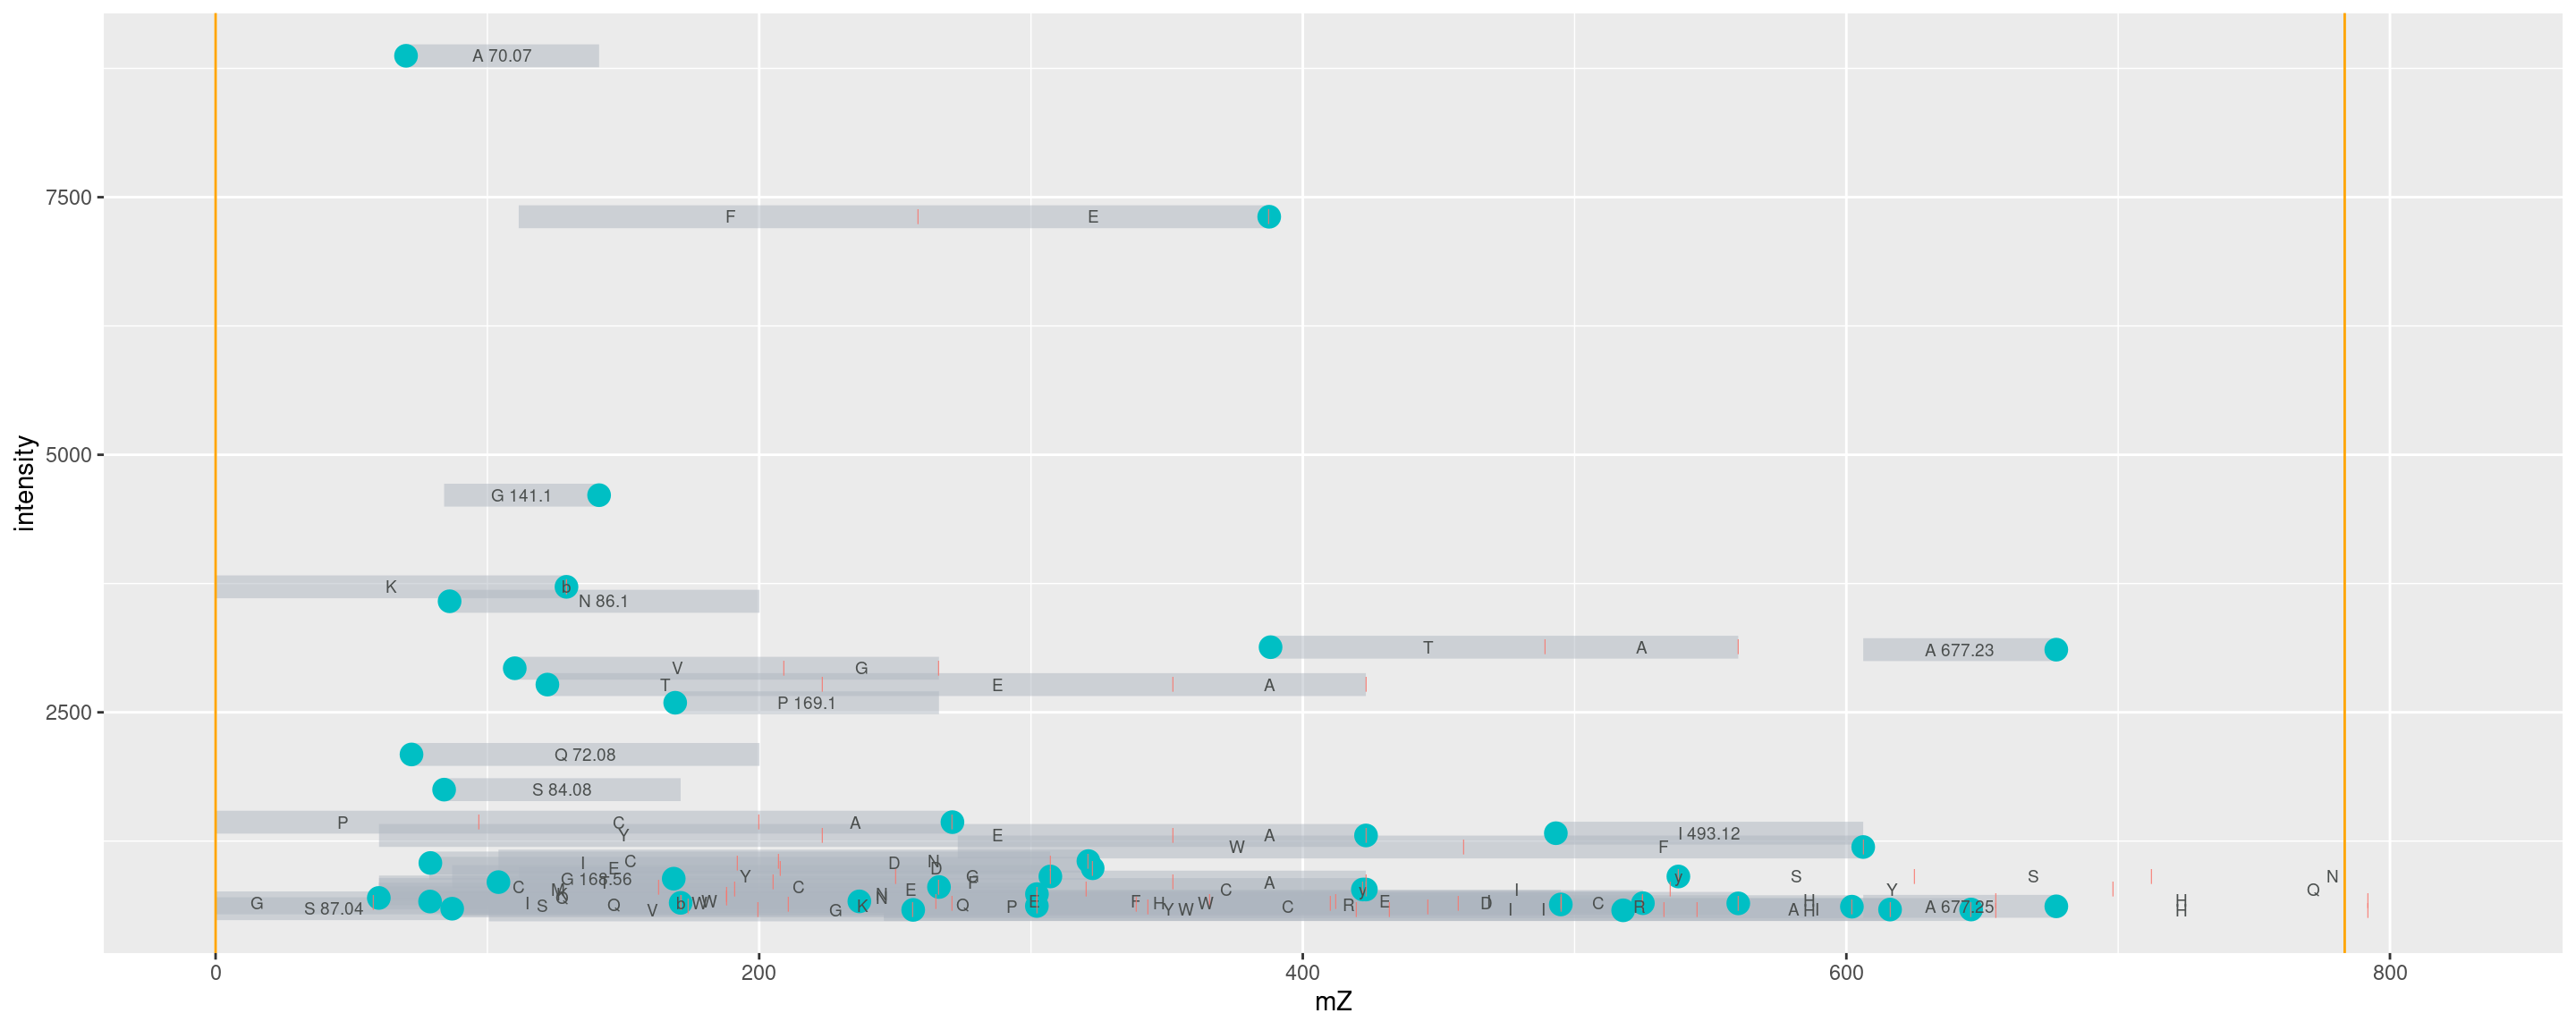 A 70.07
7500
F E
5000
G 141.1
K b
N 86.1
T A
A 677.23
V G
T E A
P 169.1
2500
Q 72.08
S 84.08
P C A
Y E A
I 493.12
W F
I C D N
E D
G 168.56
Y G
S S N
C C E A
I Y Q
G S 87.04
I S Q V
G K Q P E
F H
Y W W C R E D
I I C R
A H I
A 677.25
H
H
0 200 400 600 800
mZ
intensity